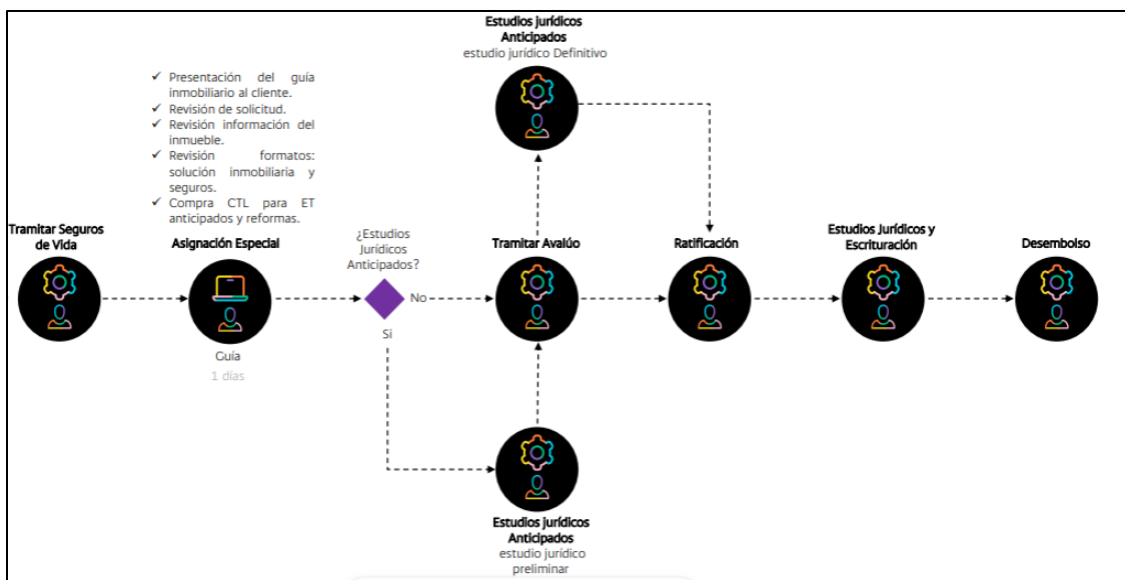 Estudios jurídicos
Anticipados
estudio jurídico Definitivo
✓ Presentación del guía
inmobiliario al cliente.
✓ Revisión de solicitud.
✓ Revisión información del
inmueble.
✓ Revisión formatos:
solución inmobiliaria y
seguros.
✓ Compra CTL para ET
anticipados y reformas.
Tramitar Seguros
de Vida
Asignación Especial
¿Estudios
Jurídicos
Anticipados?
Tramitar Avalúo
Ratificación
Estudios Jurídicos y
Escrituración
Desembolso
No
Si
Guía
1 días
Estudios jurídicos
Anticipados
estudio jurídico
preliminar